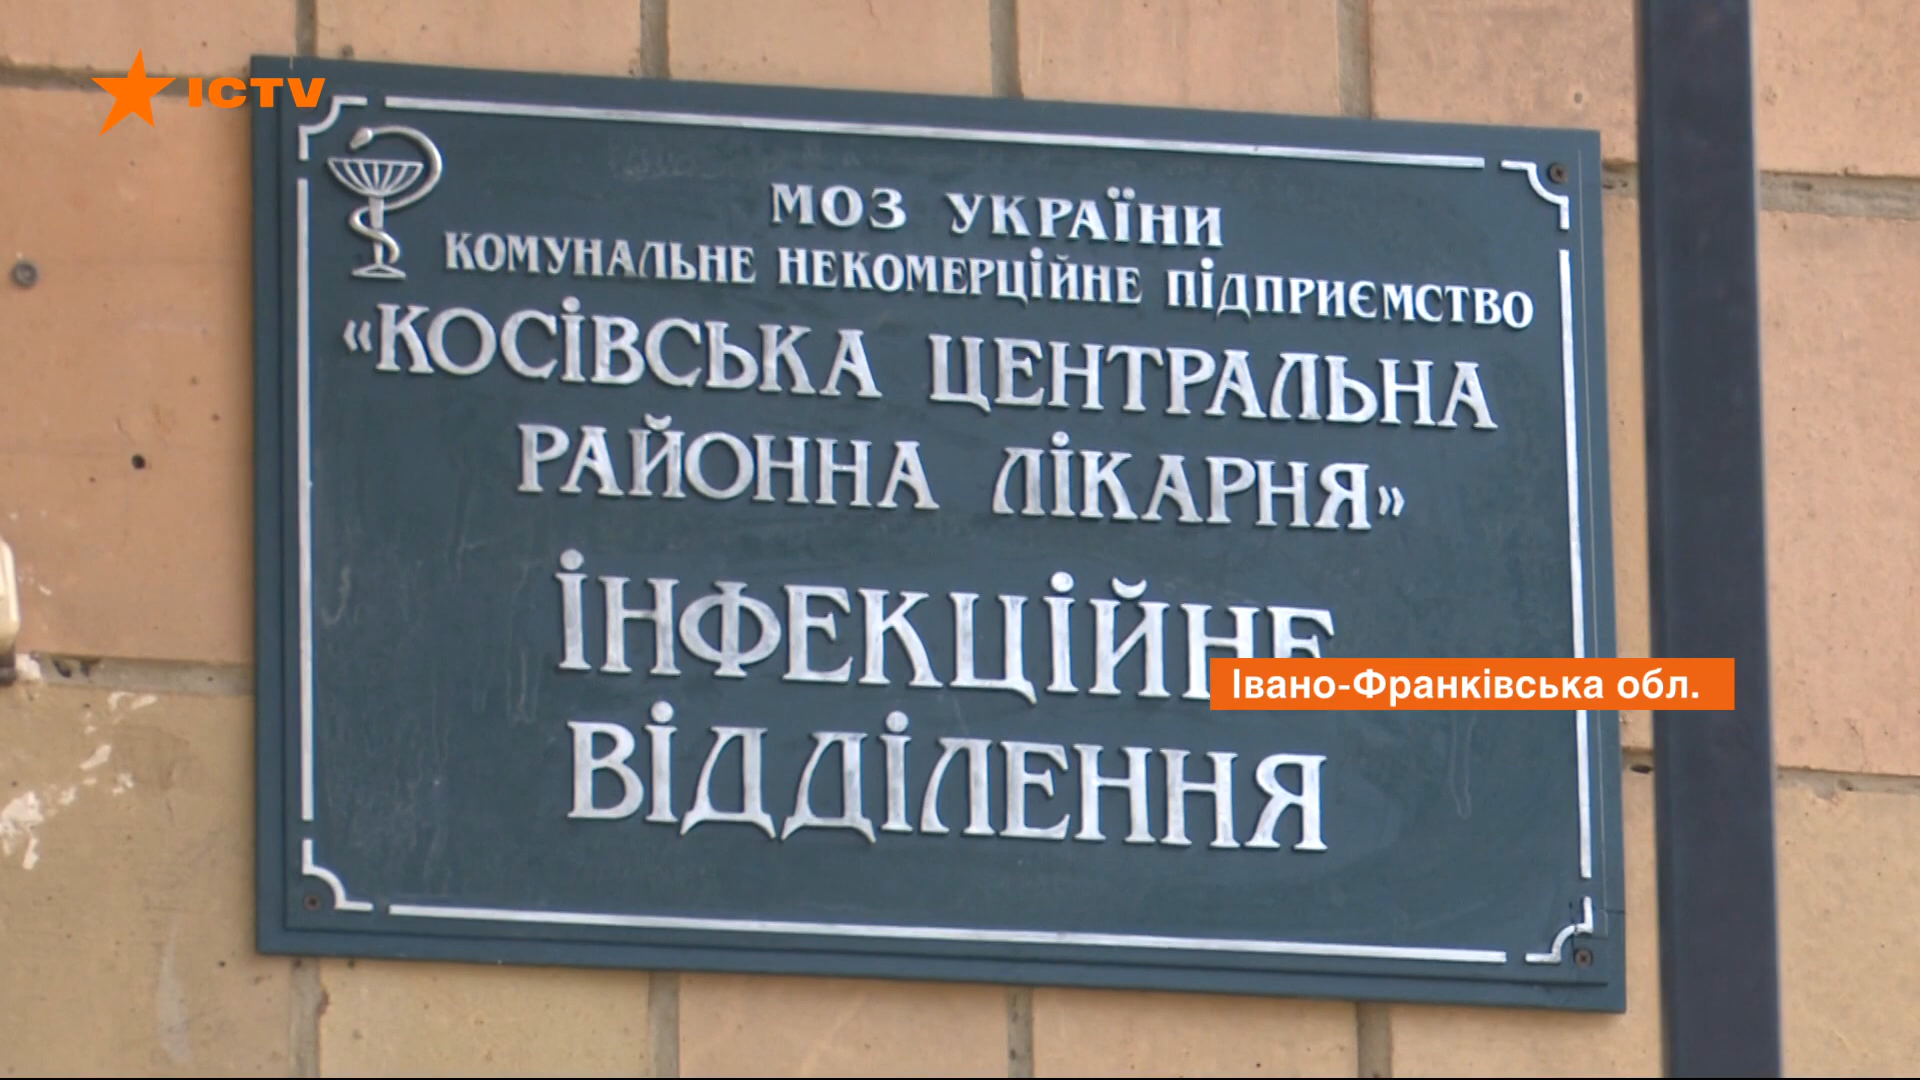 ICTV
МОЗ УКРАЇНИ
КОМУНАЛЬНЕ НЕКОМЕРЦІЙНЕ ПІДПРИЄМСТВО
«КОСІВСЬКА ЦЕНТРАЛЬНА
РАЙОННА ЛІКАРНЯ»
ІНФЕКЦІЙНЕ
Івано-Франківська обл.
ВІДДІЛЕННЯ